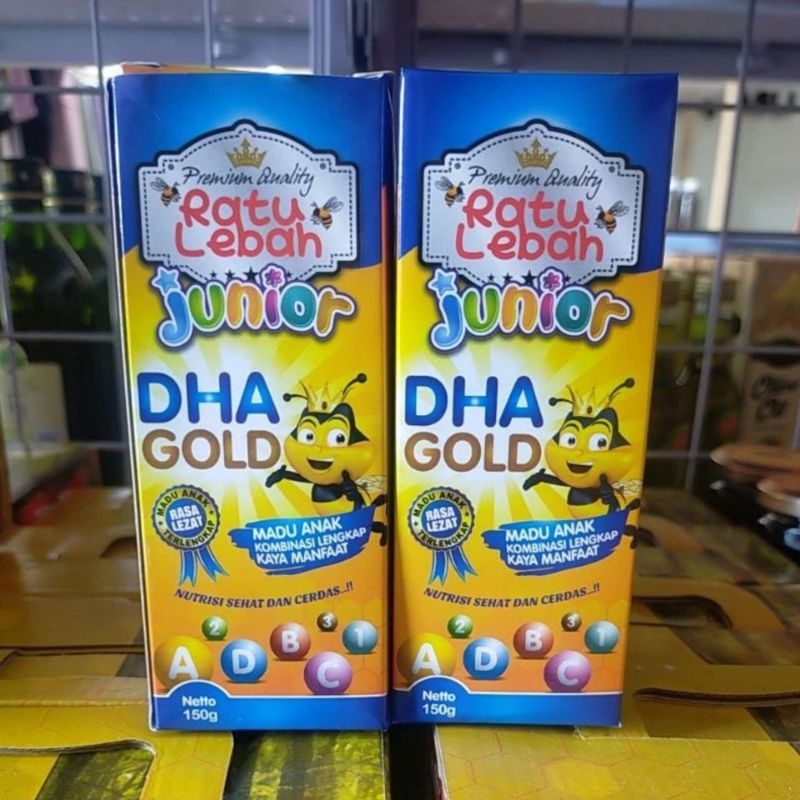 Premium Quality
Ratu
Lebah
junior
DHA
GOLD
MADU ANAK
RASA
LEZAT
TERLENGKAP
MADU ANAK
KOMBINASI LENGKAP
KAYA MANFAAT
NUTRISI SEHAT DAN CERDAS..!!
2
3
1
A
D
B
C
Netto
150g
Premium Quality
Ratu
Lebah
junior
DHA
GOLD
MADU ANAK
RASA
LEZAT
TERLENGKAP
MADU ANAK
KOMBINASI LENGKAP
KAYA MANFAAT
NUTRISI SEHAT DAN CERDAS..!!
2
3
1
A
D
B
C
Netto
150g
Olive
Oil